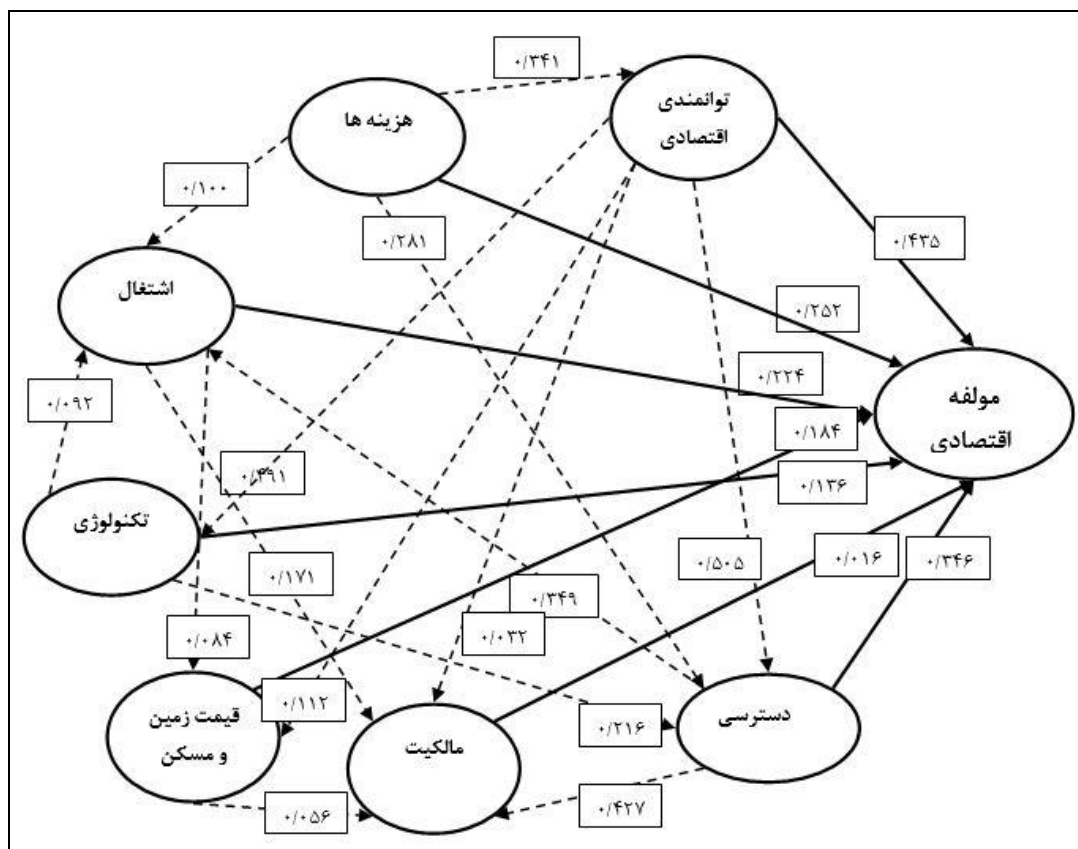 ۰/۳۴۱
توانمندی
اقتصادی
هزینه ها
۰/۱۰۰
۰/۲۸۱
۰/۴۳۵
اشتغال
۰/۲۵۲
۰/۲۲۴
مولفه
اقتصادی
۰/۰۹۲
۰/۱۸۴
۰/۴۹۱
۰/۱۳۶
تکنولوژی
۰/۰۱۶
۰/۳۴۶
۰/۵۰۵
۰/۱۷۱
۰/۳۴۹
۰/۰۳۲
۰/۰۸۴
قیمت زمین
و مسکن
۰/۱۱۲
مالکیت
دسترسی
۰/۲۱۶
۰/۰۵۶
۰/۴۲۷